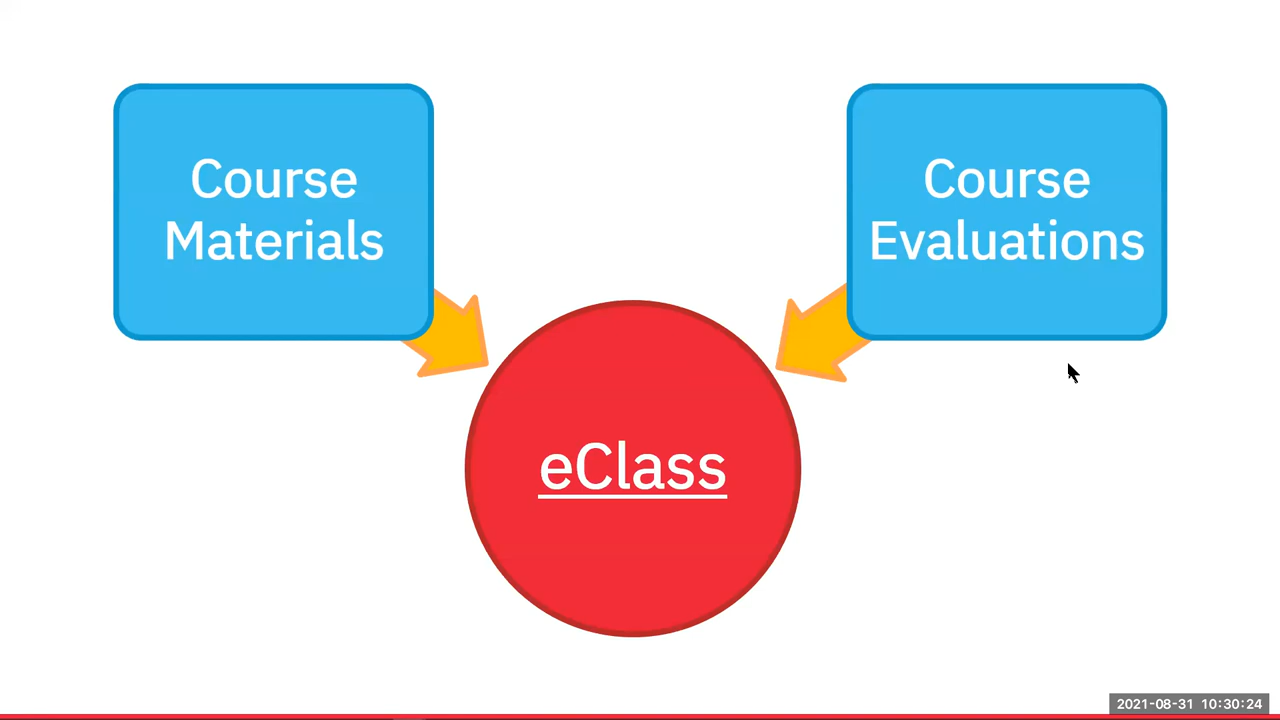 Course
Materials
Course
Evaluations
eClass
2021-08-31 10:30:24